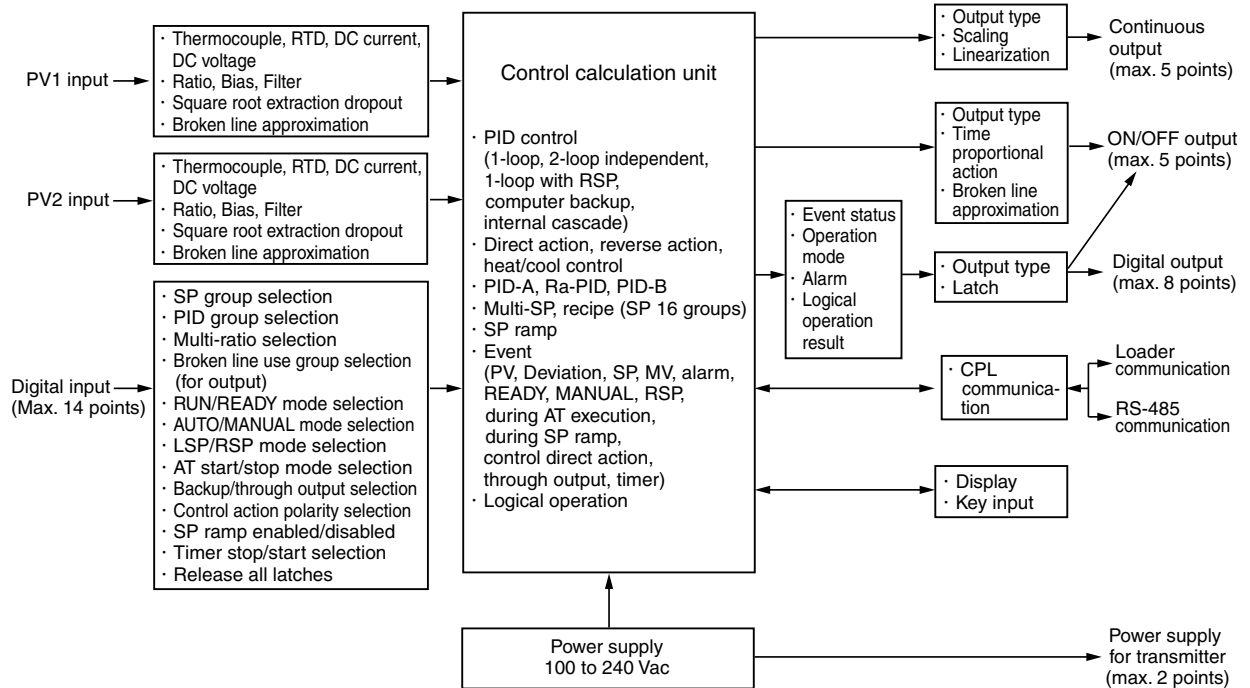 PV1 input
· Thermocouple, RTD, DC current,
DC voltage
· Ratio, Bias, Filter
· Square root extraction dropout
· Broken line approximation
PV2 input
· Thermocouple, RTD, DC current,
DC voltage
· Ratio, Bias, Filter
· Square root extraction dropout
· Broken line approximation
Digital input
(Max. 14 points)
· SP group selection
· PID group selection
· Multi-ratio selection
· Broken line use group selection
(for output)
· RUN/READY mode selection
· AUTO/MANUAL mode selection
· LSP/RSP mode selection
· AT start/stop mode selection
· Backup/through output selection
· Control action polarity selection
· SP ramp enabled/disabled
· Timer stop/start selection
· Release all latches
Control calculation unit
· PID control
(1-loop, 2-loop independent,
1-loop with RSP,
computer backup,
internal cascade)
· Direct action, reverse action,
heat/cool control
· PID-A, Ra-PID, PID-B
· Multi-SP, recipe (SP 16 groups)
· SP ramp
· Event
(PV, Deviation, SP, MV, alarm,
READY, MANUAL, RSP,
during AT execution,
during SP ramp,
control direct action,
through output, timer)
· Logical operation
· Output type
· Scaling
· Linearization
Continuous
output
(max. 5 points)
· Output type
· Time
proportional
action
· Broken line
approximation
ON/OFF output
(max. 5 points)
· Event status
· Operation
mode
· Alarm
· Logical
operation
result
· Output type
· Latch
Digital output
(max. 8 points)
· CPL
communica-
tion
Loader
communication
RS-485
communication
· Display
· Key input
Power supply
100 to 240 Vac
Power supply
for transmitter
(max. 2 points)